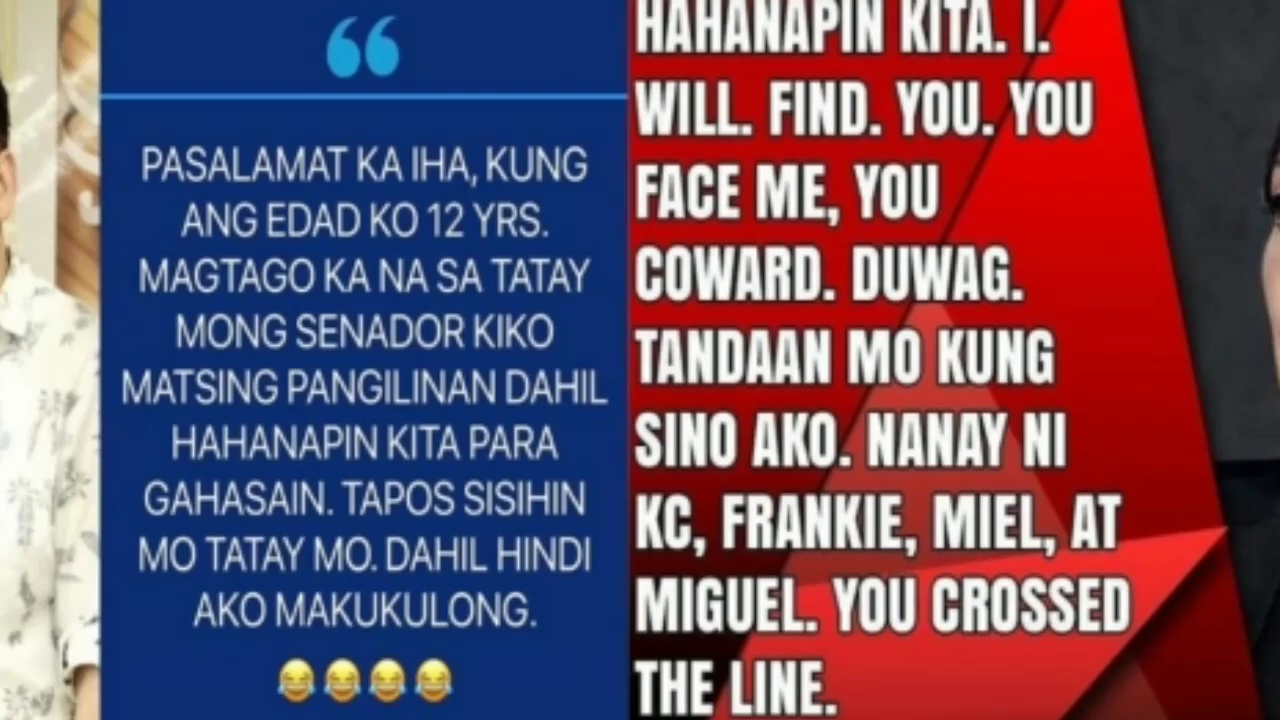 PASALAMAT KA IHA, KUNG
ANG EDAD KO 12 YRS.
MAGTAGO KA NA SA TATAY
MONG SENADOR KIKO
MATSING PANGILINAN DAHIL
HAHANAPIN KITA PARA
GAHASAIN. TAPOS SISIHIN
MO TATAY MO. DAHIL HINDI
AKO MAKUKULONG.
😂😂😂😂
HAHANAPIN KITA. I.
WILL. FIND. YOU. YOU
FACE ME, YOU
COWARD. DUWAG.
TANDAAN MO KUNG
SINO AKO. NANAY NI
KC, FRANKIE, MIEL, AT
MIGUEL. YOU CROSSED
THE LINE.